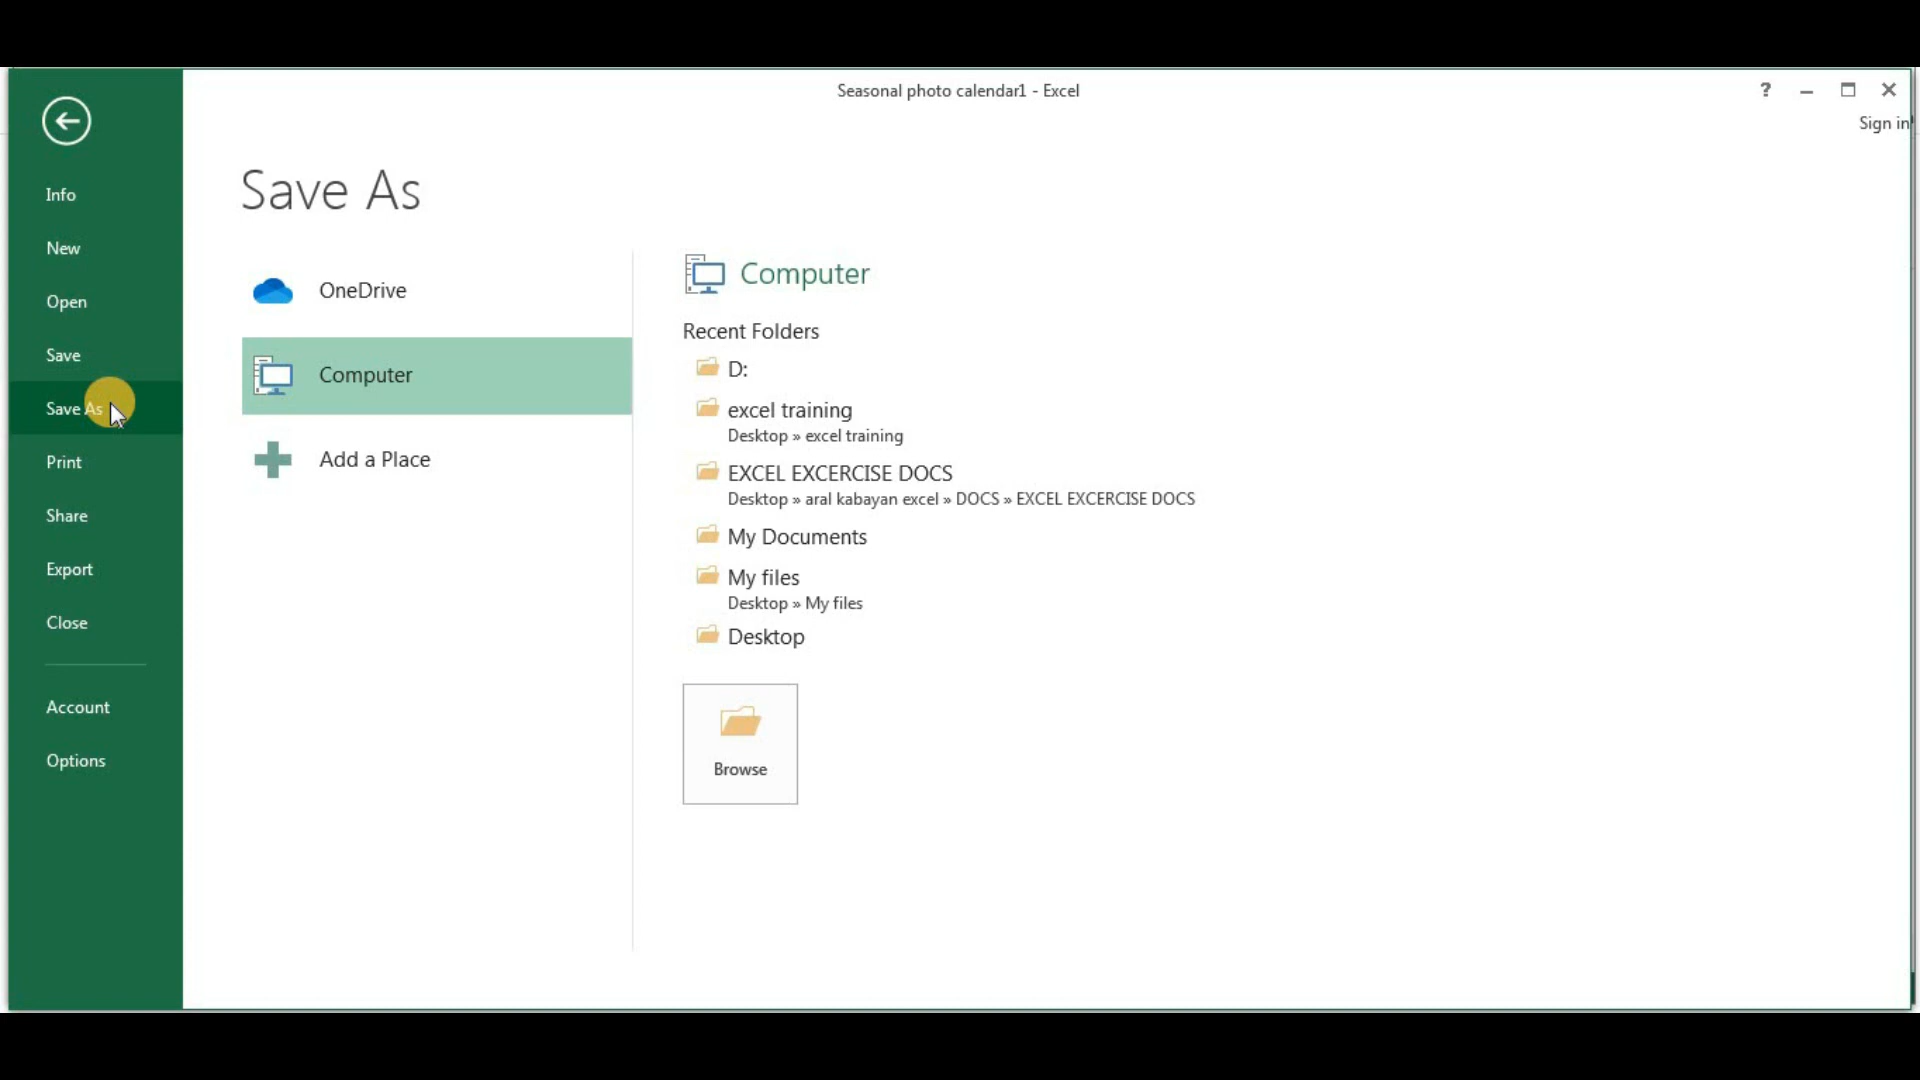 Seasonal photo calendar1 - Excel
?
Sign in
Info
New
Open
Save
Save As
Print
Share
Export
Close
Account
Options
Save As
OneDrive
Computer
Add a Place
Computer
Recent Folders
D:
excel training
Desktop » excel training
EXCEL EXCERCISE DOCS
Desktop » aral kabayan excel » DOCS » EXCEL EXCERCISE DOCS
My Documents
My files
Desktop » My files
Desktop
Browse